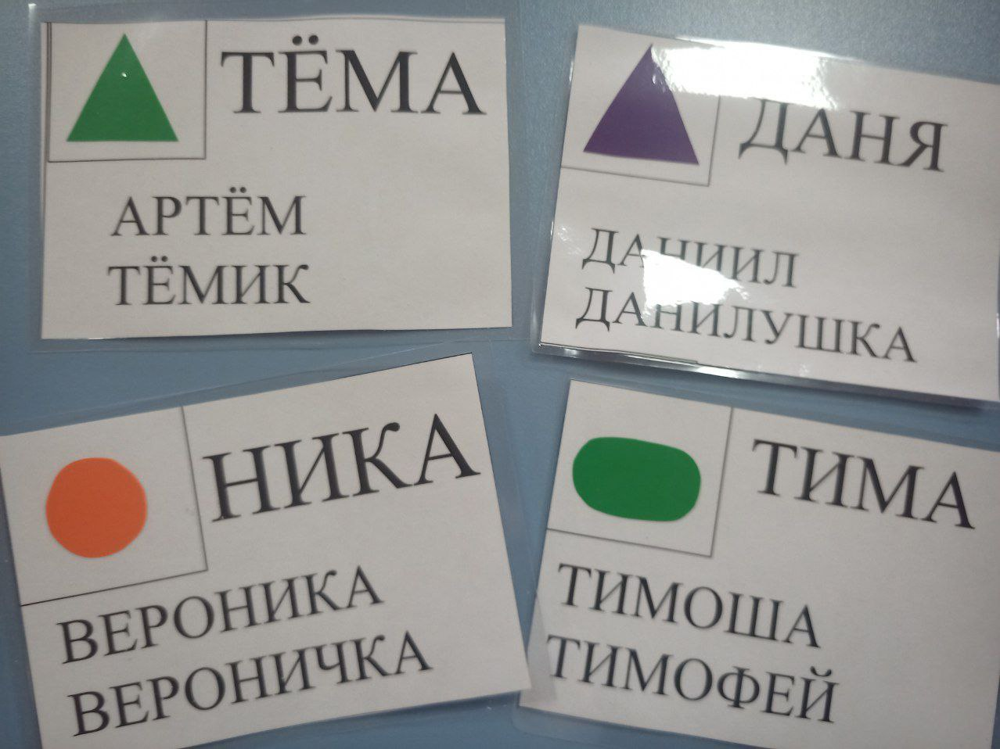 ТЁМА
АРТЁМ
ТЁМИК
ДАНЯ
ДАНИИЛ
ДАНИЛУШКА
НИКА
ВЕРОНИКА
ВЕРОНИЧКА
ТИМА
ТИМОША
ТИМОФЕЙ